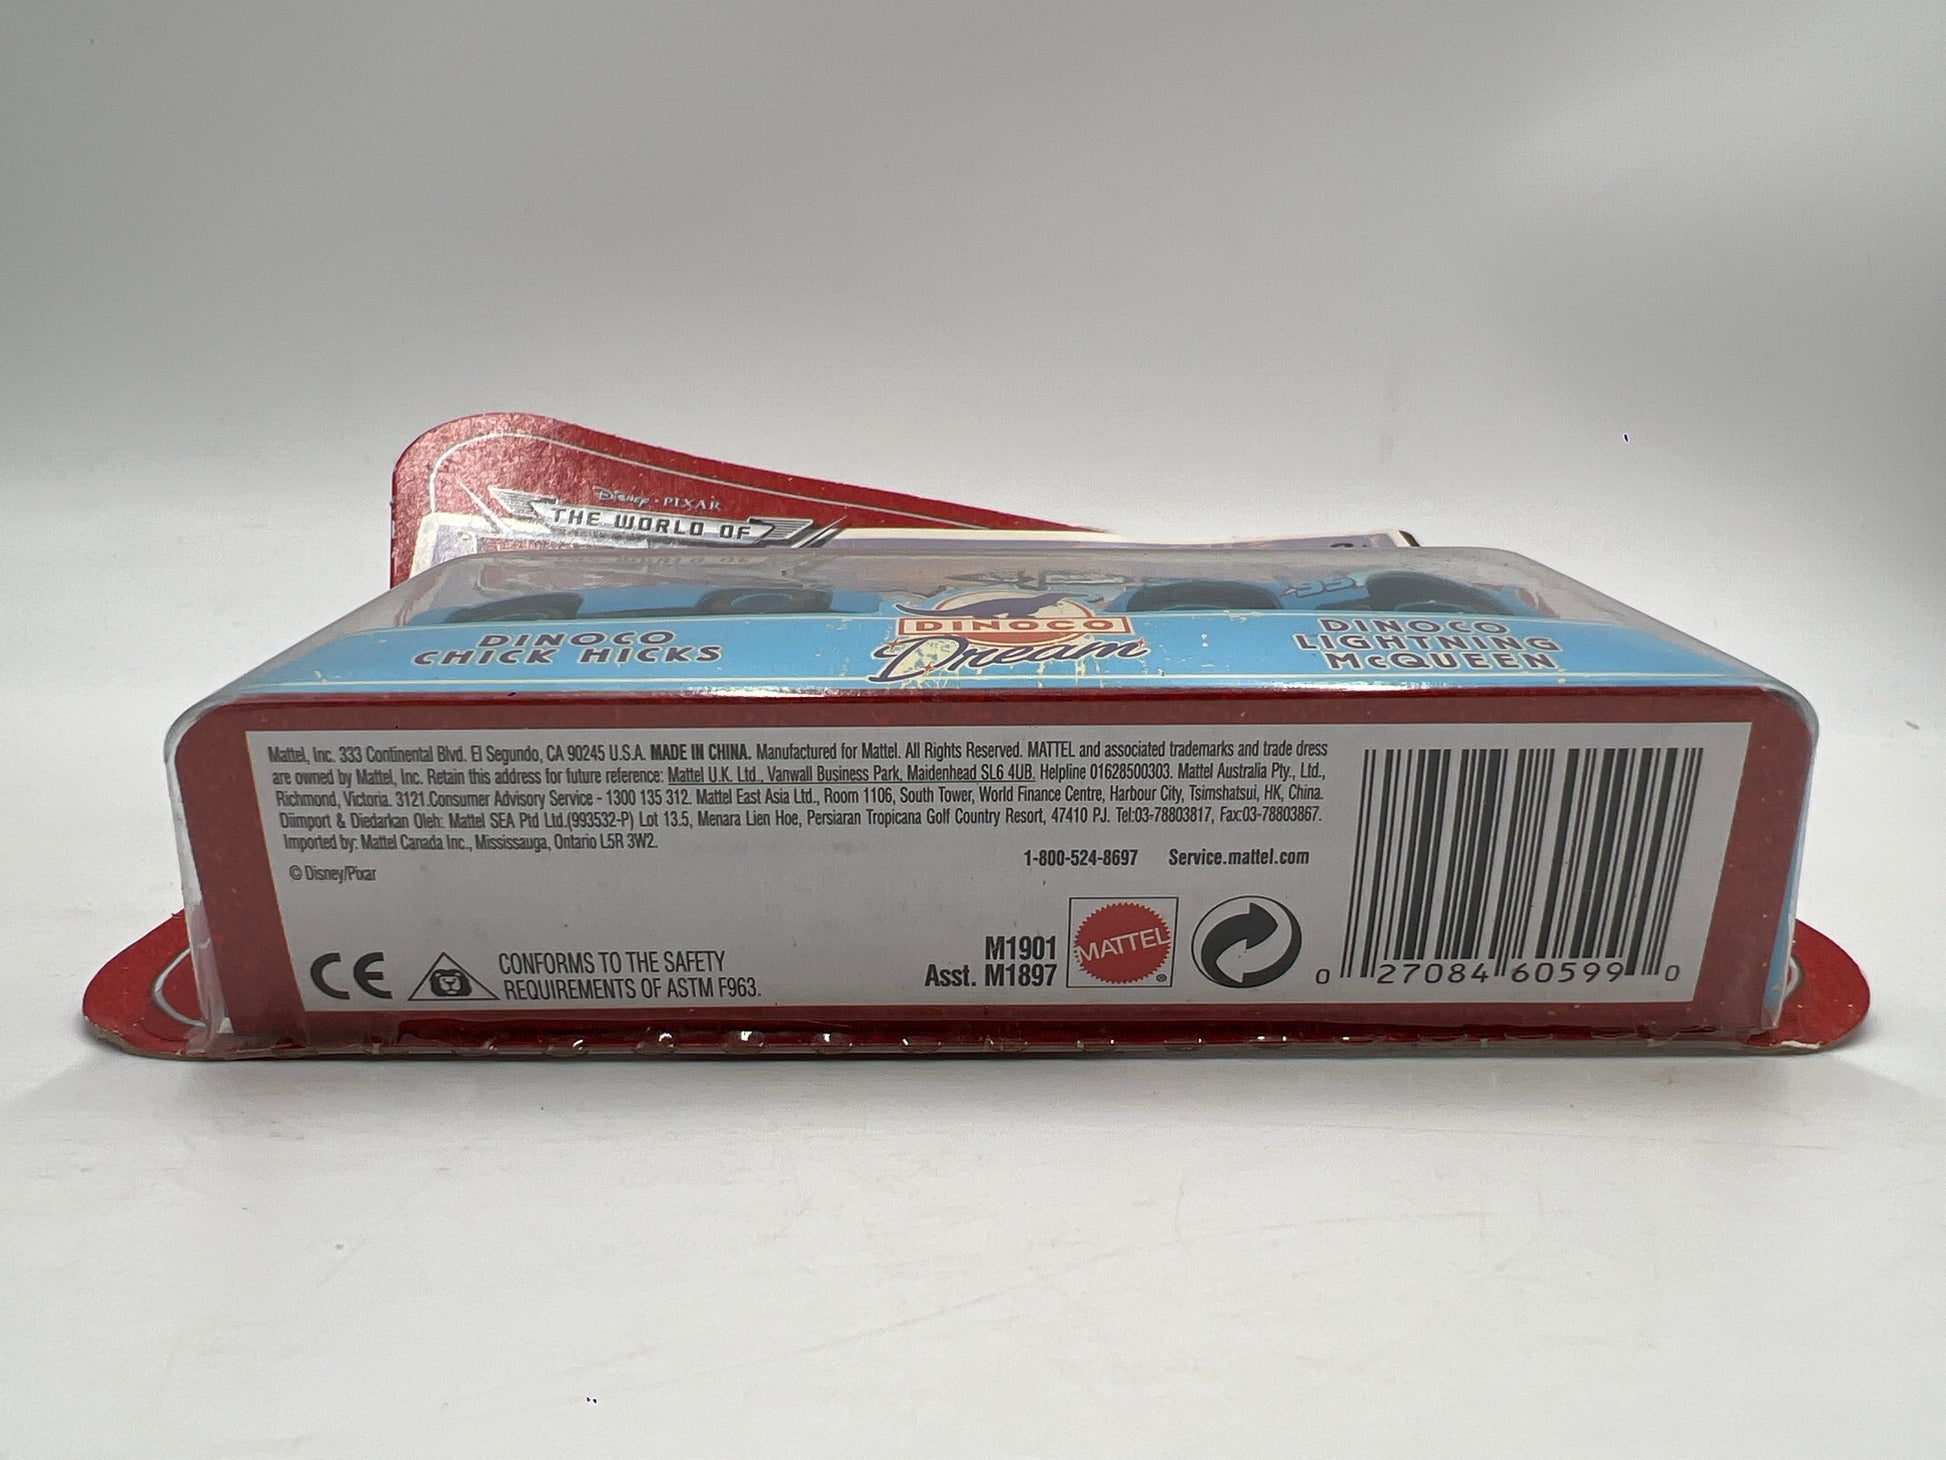 Disney · PIXAR
THE WORLD OF
95
DINOCO
CHICK HICKS
DINOCO
Dream
DINOCO
LIGHTNING
McQUEEN
Mattel, Inc. 333 Continental Blvd. El Segundo, CA 90245 U.S.A. MADE IN CHINA. Manufactured for Mattel. All Rights Reserved. MATTEL and associated trademarks and trade dress
are owned by Mattel, Inc. Retain this address for future reference: Mattel U.K. Ltd., Vanwall Business Park, Maidenhead SL6 4UB. Helpline 01628500303. Mattel Australia Pty., Ltd.,
Richmond, Victoria. 3121.Consumer Advisory Service - 1300 135 312. Mattel East Asia Ltd., Room 1106, South Tower, World Finance Centre, Harbour City, Tsimshatsui, HK, China.
Diimport & Diedarkan Oleh: Mattel SEA Ptd Ltd.(993532-P) Lot 13.5, Menara Lien Hoe, Persiaran Tropicana Golf Country Resort, 47410 PJ. Tel:03-78803817, Fax:03-78803867.
Imported by: Mattel Canada Inc., Mississauga, Ontario L5R 3W2.
1-800-524-8697 Service.mattel.com
© Disney/Pixar
CE
CONFORMS TO THE SAFETY
REQUIREMENTS OF ASTM F963.
M1901
Asst. M1897
MATTEL
®
0 27084 60599 0